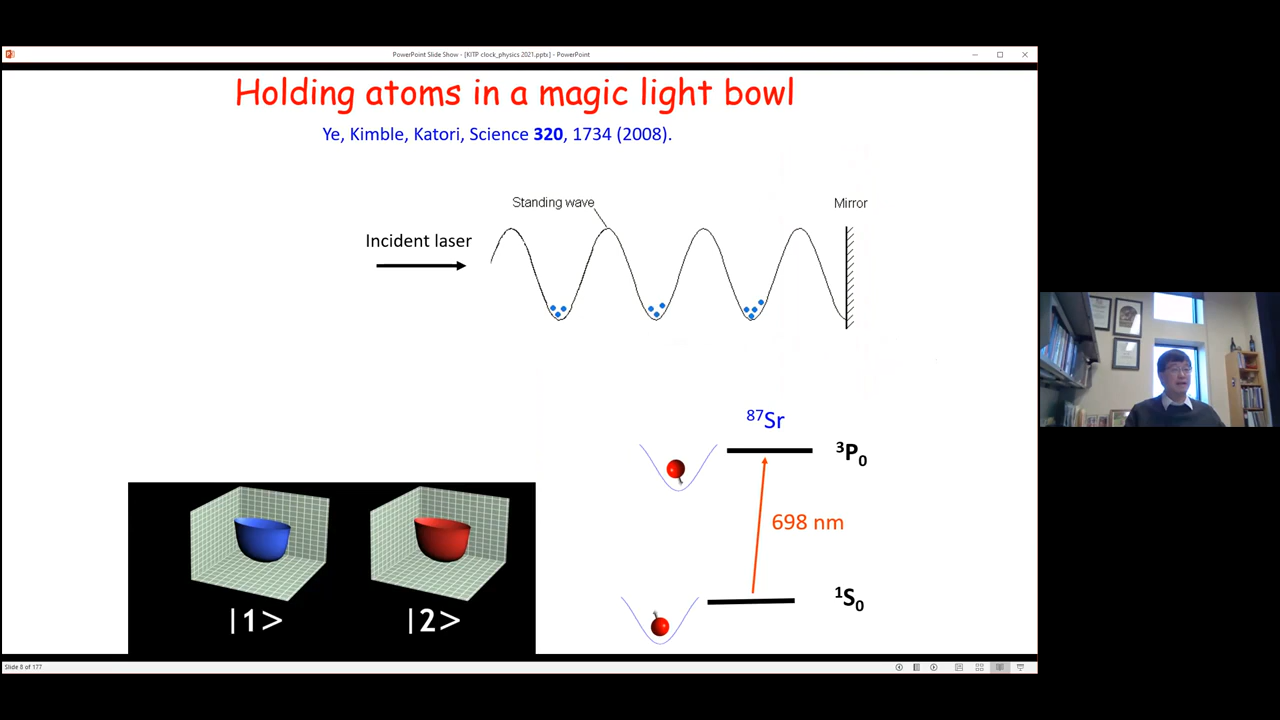 PowerPoint Slide Show - [KITP clock_physics 2021.pptx] - PowerPoint
Holding atoms in a magic light bowl
Ye, Kimble, Katori, Science 320, 1734 (2008).
Standing wave
Mirror
Incident laser
⁸⁷Sr
³P₀
698 nm
¹S₀
|1>
|2>
Slide 8 of 177